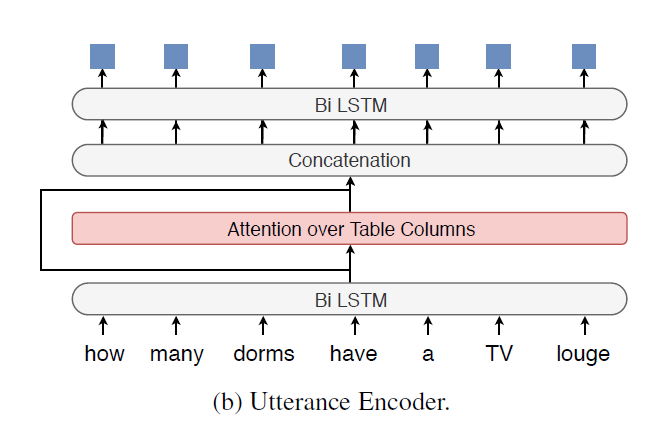 Bi LSTM
Concatenation
Attention over Table Columns
Bi LSTM
how many dorms have a TV louge
(b) Utterance Encoder.